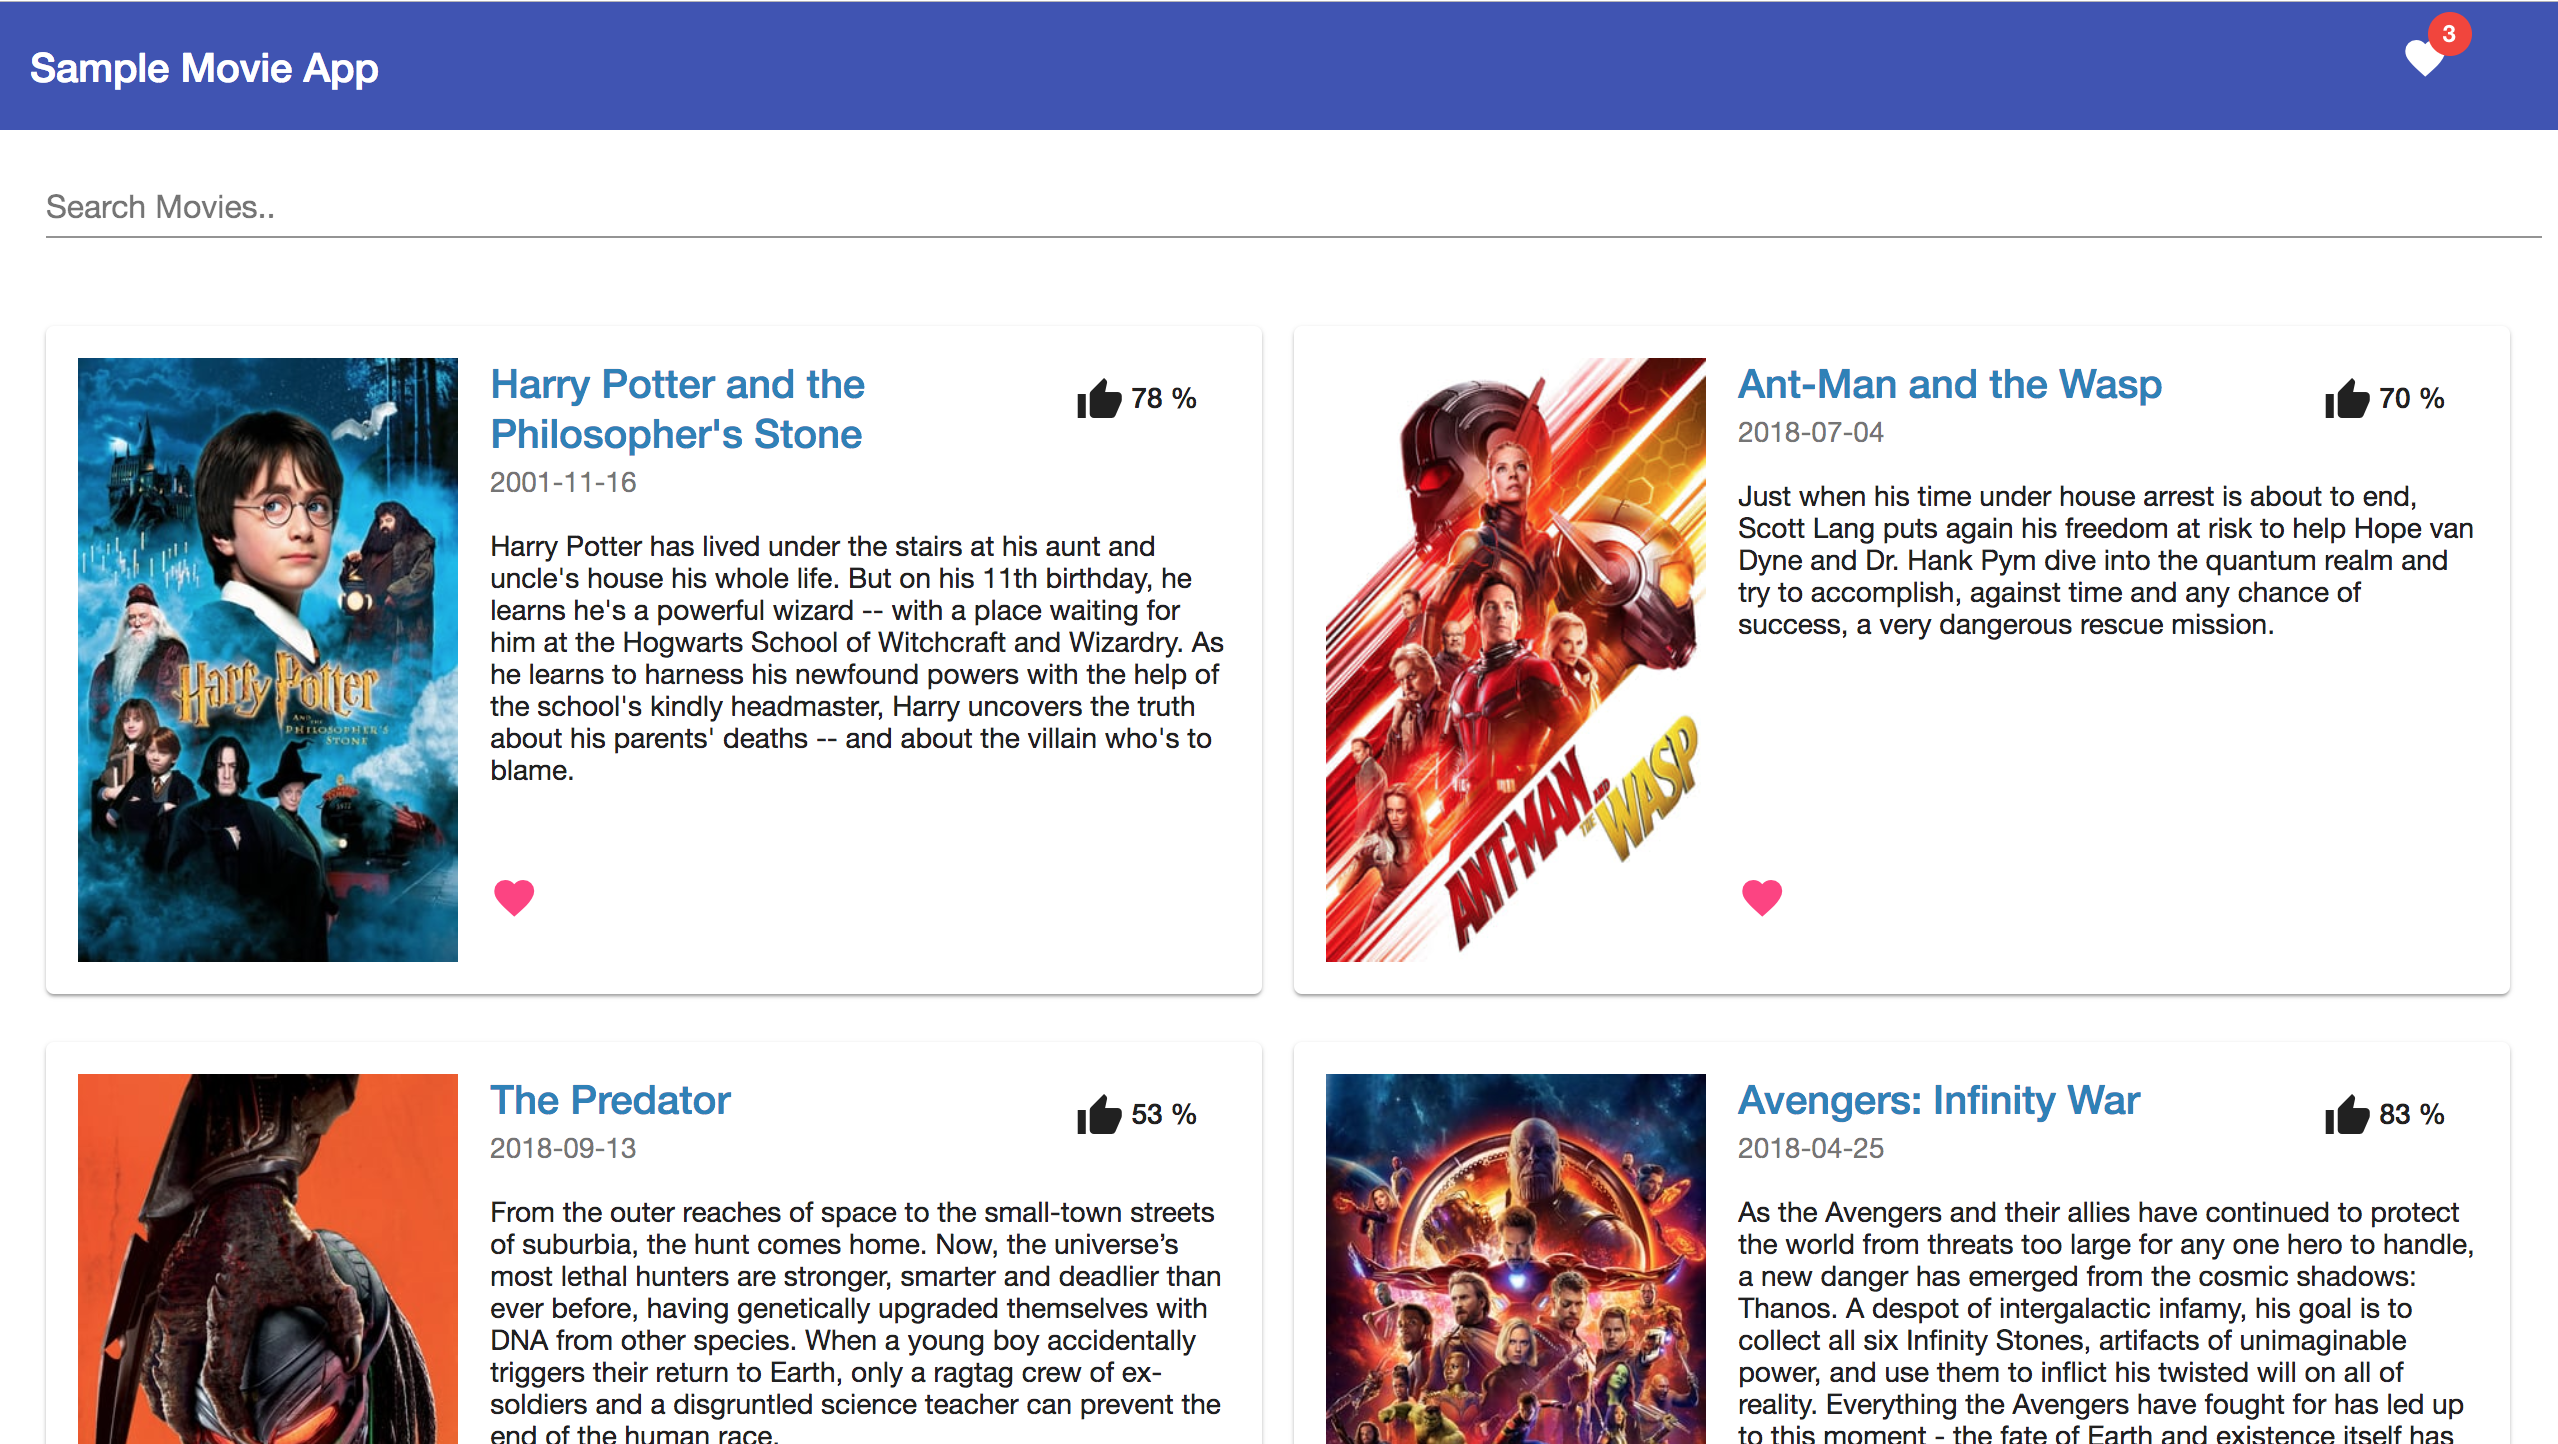 Sample Movie App
3
Search Movies..
Harry Potter and the
Philosopher's Stone
78 %
2001-11-16
Harry Potter has lived under the stairs at his aunt and
uncle's house his whole life. But on his 11th birthday, he
learns he's a powerful wizard -- with a place waiting for
him at the Hogwarts School of Witchcraft and Wizardry. As
he learns to harness his newfound powers with the help of
the school's kindly headmaster, Harry uncovers the truth
about his parents' deaths -- and about the villain who's to
blame.
Harry Potter
AND THE
PHILOSOPHER'S
STONE
Ant-Man and the Wasp
70 %
2018-07-04
Just when his time under house arrest is about to end,
Scott Lang puts again his freedom at risk to help Hope van
Dyne and Dr. Hank Pym dive into the quantum realm and
try to accomplish, against time and any chance of
success, a very dangerous rescue mission.
ANT-MAN
AND
THE
WASP
The Predator
53 %
2018-09-13
From the outer reaches of space to the small-town streets
of suburbia, the hunt comes home. Now, the universe’s
most lethal hunters are stronger, smarter and deadlier than
ever before, having genetically upgraded themselves with
DNA from other species. When a young boy accidentally
triggers their return to Earth, only a ragtag crew of ex-
soldiers and a disgruntled science teacher can prevent the
end of the human race.
Avengers: Infinity War
83 %
2018-04-25
As the Avengers and their allies have continued to protect
the world from threats too large for any one hero to handle,
a new danger has emerged from the cosmic shadows:
Thanos. A despot of intergalactic infamy, his goal is to
collect all six Infinity Stones, artifacts of unimaginable
power, and use them to inflict his twisted will on all of
reality. Everything the Avengers have fought for has led up
to this moment - the fate of Earth and existence itself has